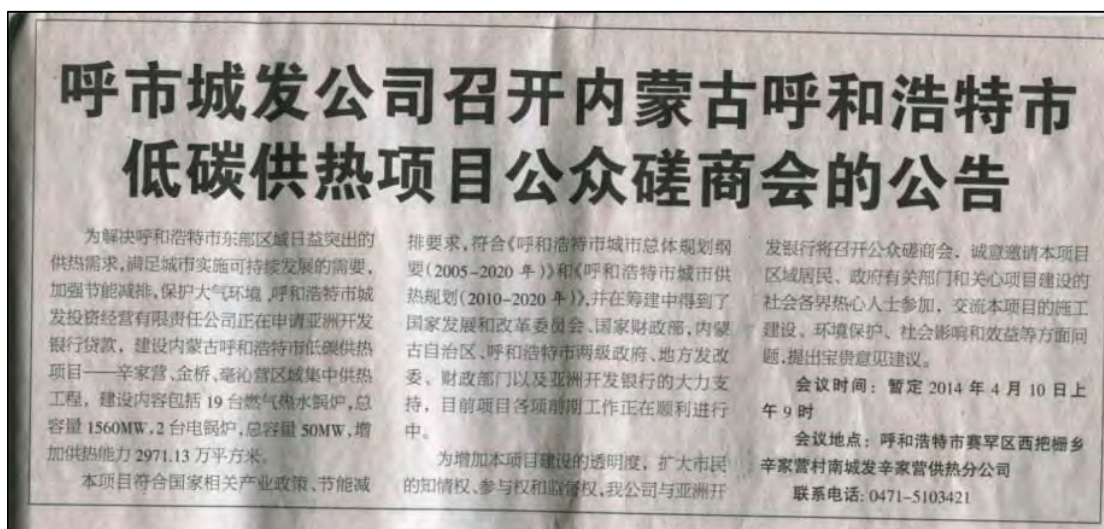 呼市城发公司召开内蒙古呼和浩特市
低碳供热项目公众磋商会的公告
为解决呼和浩特市东部区域日益突出的
供热需求,满足城市实施可持续发展的需要,
加强节能减排,保护大气环境,呼和浩特市城
发投资经营有限责任公司正在申请亚洲开发
银行贷款,建设内蒙古呼和浩特市低碳供热
项目——辛家营、金桥、毫沁营区域集中供热
工程,建设内容包括19台燃气热水锅炉,总
容量1560MW,2台电锅炉,总容量50MW,增
加供热能力2971.13万平方米。
本项目符合国家相关产业政策、节能减
排要求,符合《呼和浩特市城市总体规划纲
要(2005-2020年)》和《呼和浩特市城市供
热规划(2010-2020年)》,并在筹建中得到了
国家发展和改革委员会、国家财政部,内蒙
古自治区、呼和浩特市两级政府、地方发改
委、财政部门以及亚洲开发银行的大力支
持,目前项目各项前期工作正在顺利进行
中。
为增加本项目建设的透明度,扩大市民
的知情权、参与权和监督权,我公司与亚洲开
发银行将召开公众磋商会,诚意邀请本项目
区域居民、政府有关部门和关心项目建设的
社会各界热心人士参加,交流本项目的施工
建设、环境保护、社会影响和效益等方面问
题,提出宝贵意见建议。
会议时间:暂定2014年4月10日上
午9时
会议地点:呼和浩特市赛罕区西把栅乡
辛家营村南城发辛家营供热分公司
联系电话:0471-5103421